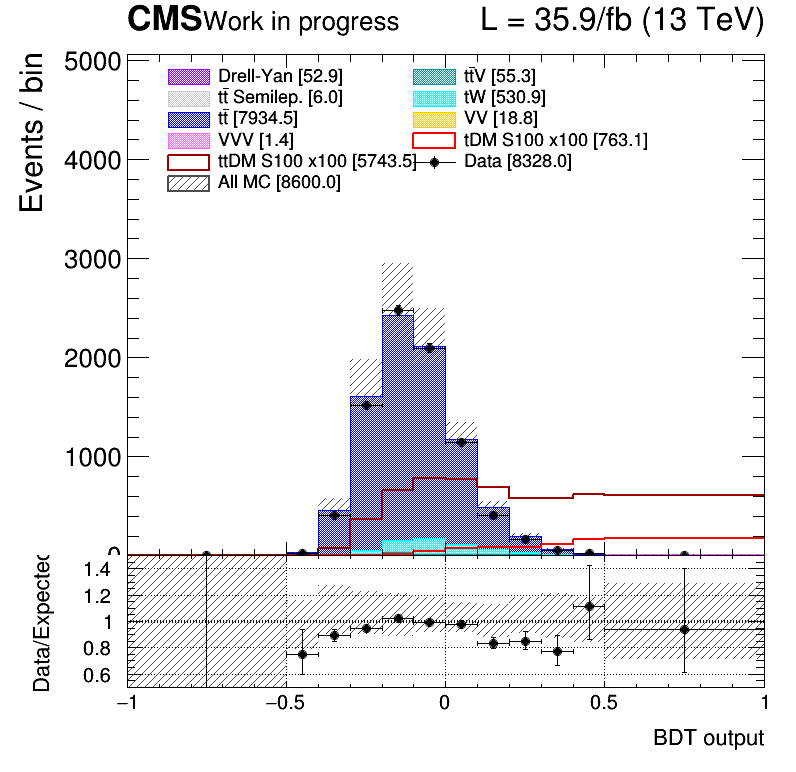 CMS Work in progress L = 35.9/fb (13 TeV)
Events / bin
5000
4000
3000
2000
1000
0
Drell-Yan [52.9]
tt̄V [55.3]
tt̄ Semilep. [6.0]
tW [530.9]
tt̄ [7934.5]
VV [18.8]
VVV [1.4]
tDM S100 x100 [763.1]
ttDM S100 x100 [5743.5]
Data [8328.0]
All MC [8600.0]
Data/Expected
1.4
1.2
1
0.8
0.6
−1 −0.5 0 0.5 1
BDT output